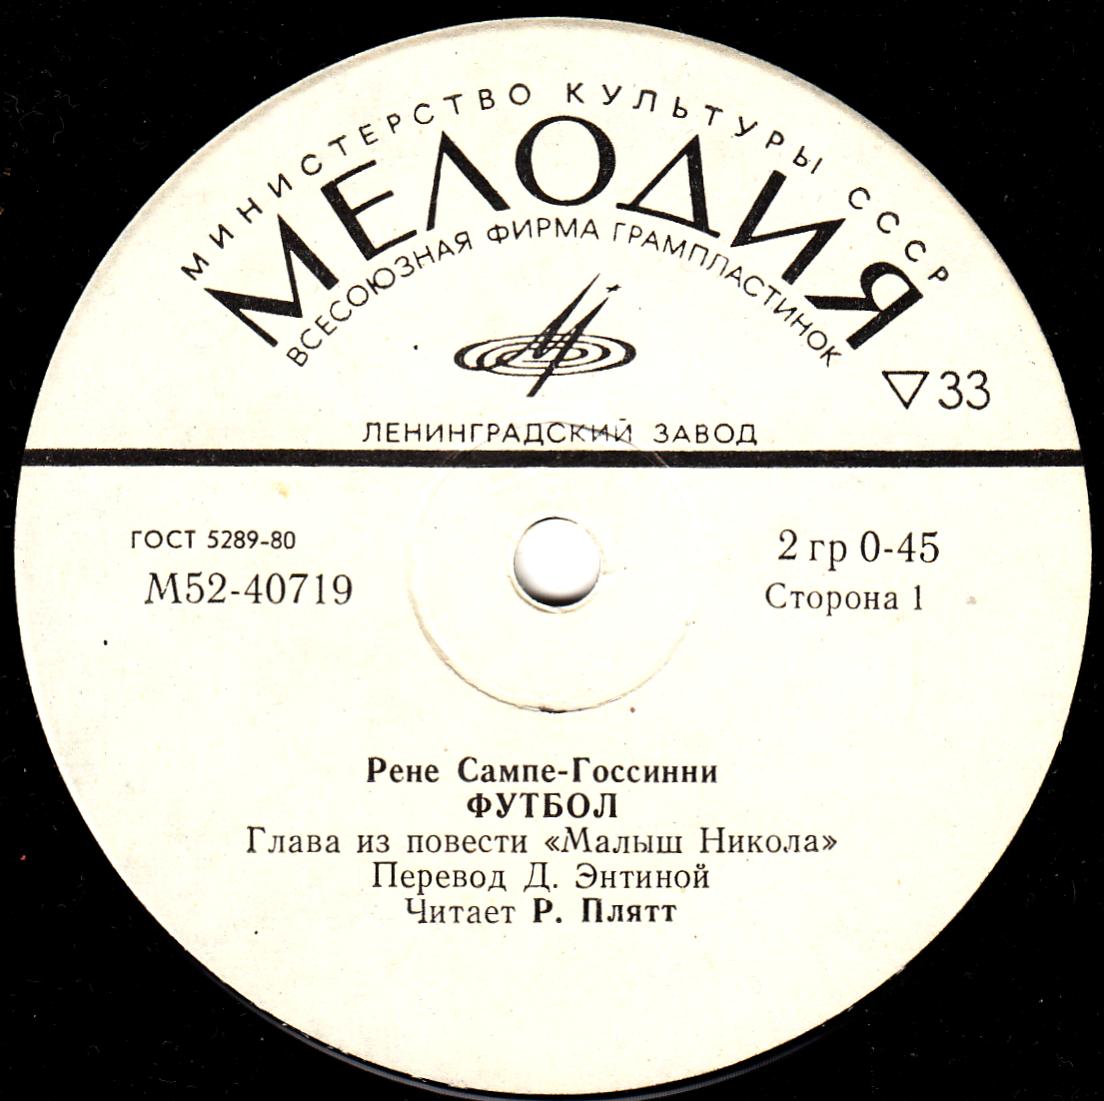 МИНИСТЕРСТВО КУЛЬТУРЫ СССР
МЕЛОДИЯ
ВСЕСОЮЗНАЯ ФИРМА ГРАМПЛАСТИНОК
▽33
ЛЕНИНГРАДСКИЙ ЗАВОД
ГОСТ 5289-80
М52-40719
2 гр 0-45
Сторона 1
Рене Сампе-Госсинни
ФУТБОЛ
Глава из повести «Малыш Никола»
Перевод Д. Энтиной
Читает Р. Плятт